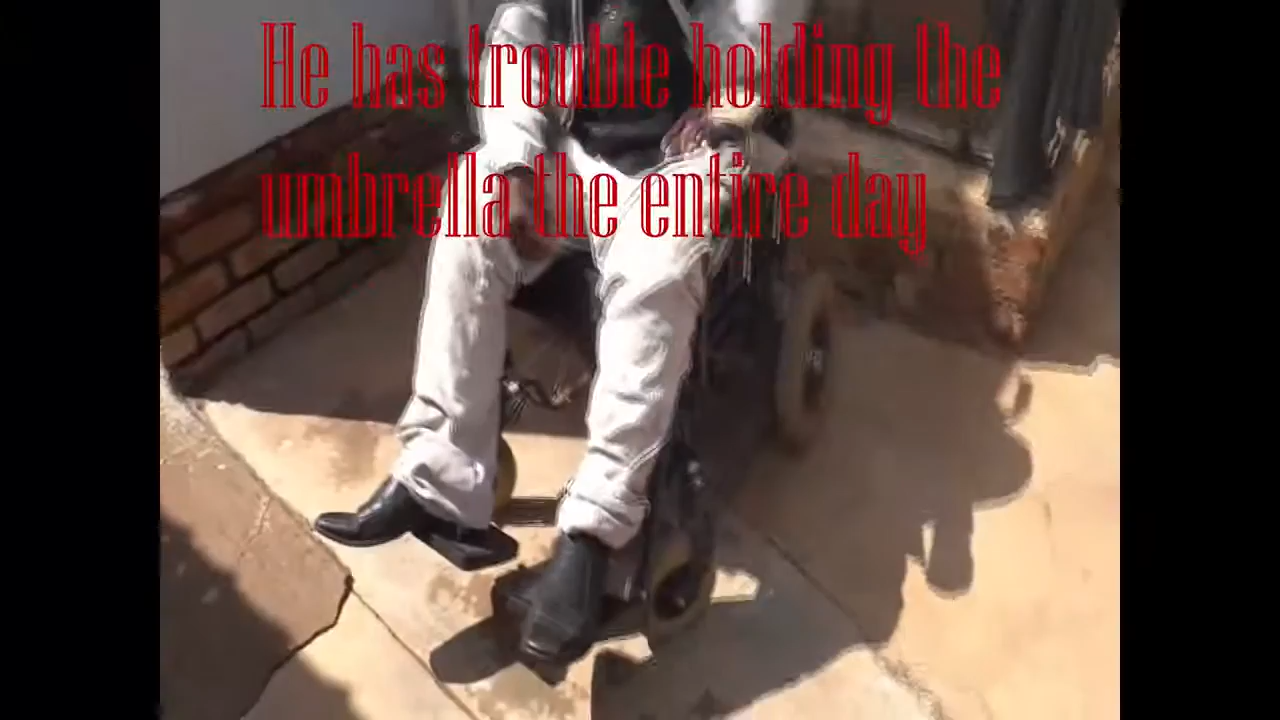 He has trouble holding the
umbrella the entire day